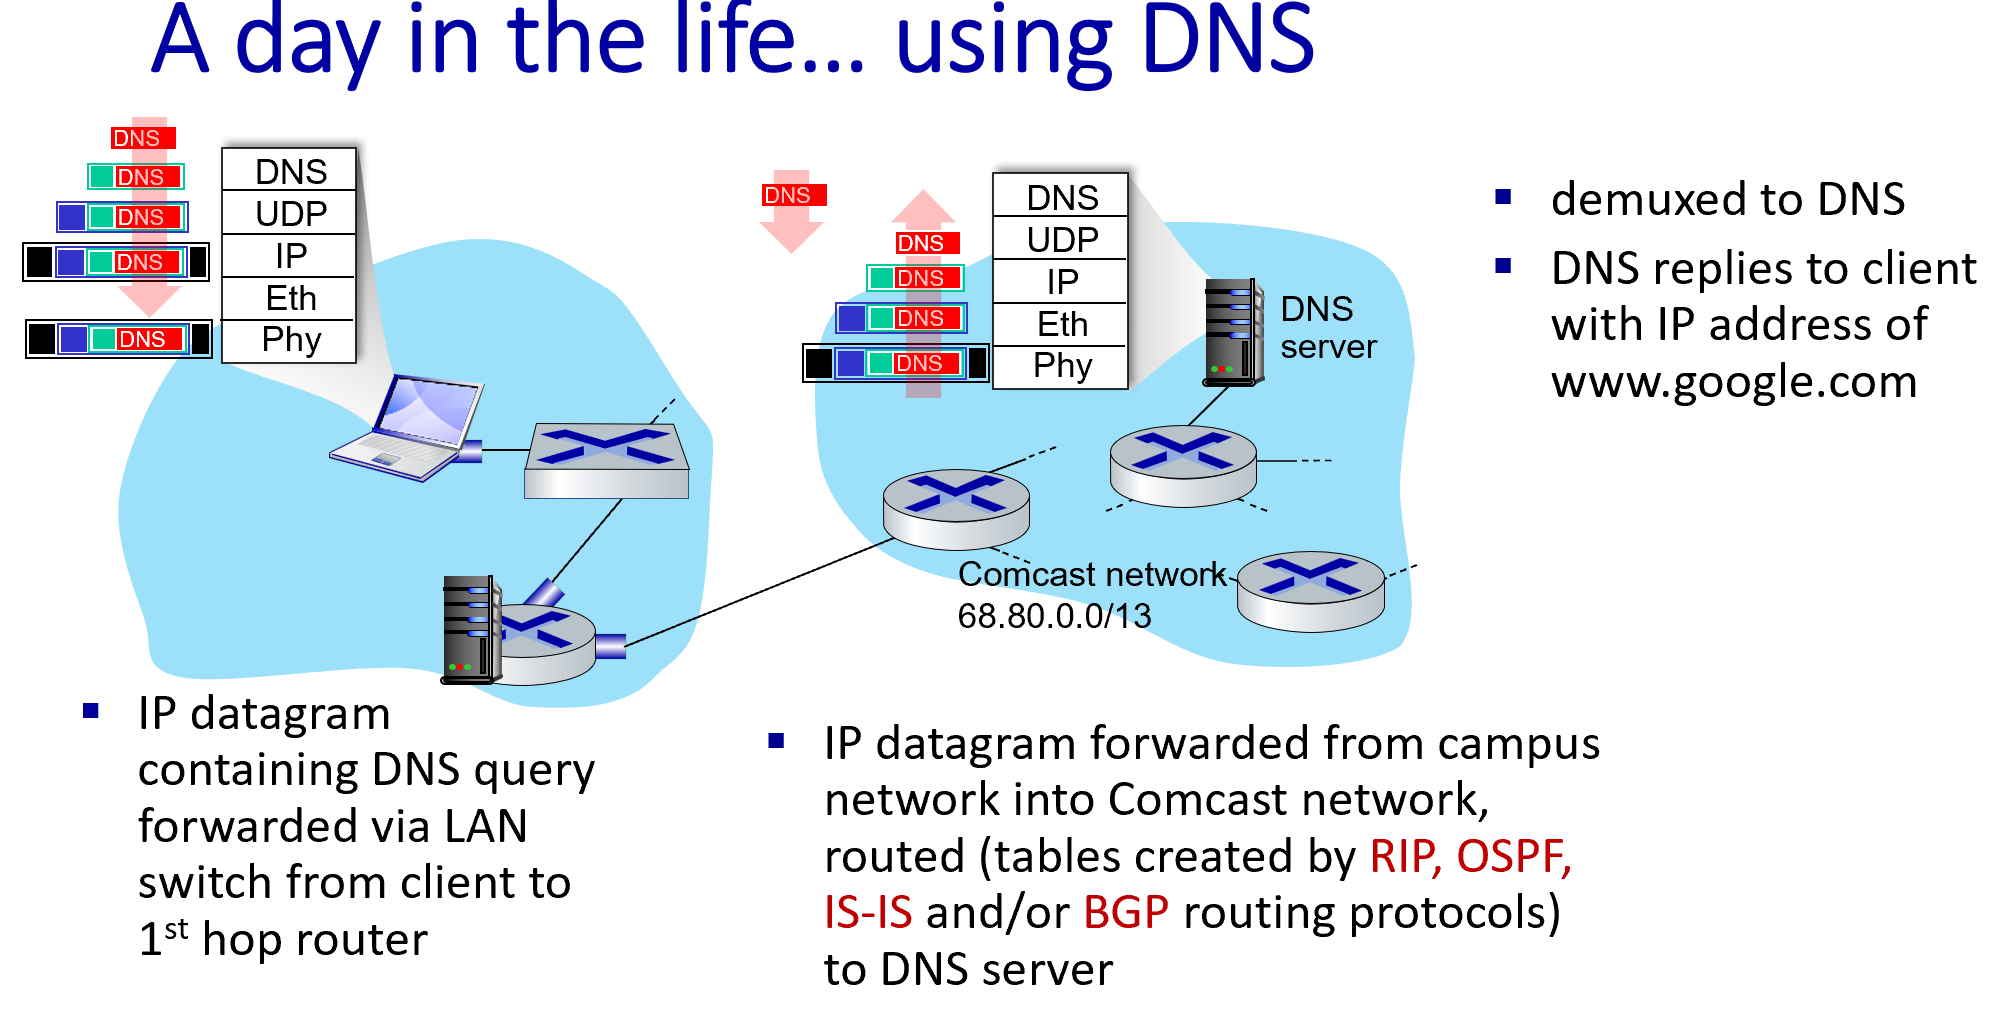 A day in the life… using DNS
DNS
DNS
DNS
DNS
DNS
DNS
UDP
IP
Eth
Phy
DNS
DNS
DNS
DNS
DNS
DNS
UDP
IP
Eth
Phy
DNS
server
Comcast network
68.80.0.0/13
▪ demuxed to DNS
▪ DNS replies to client
with IP address of
www.google.com
▪ IP datagram
containing DNS query
forwarded via LAN
switch from client to
1st hop router
▪ IP datagram forwarded from campus
network into Comcast network,
routed (tables created by RIP, OSPF,
IS-IS and/or BGP routing protocols)
to DNS server